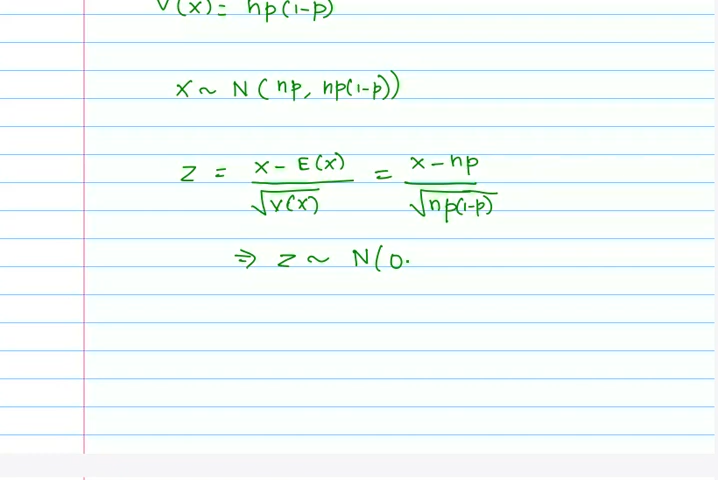 V(x) = np(1-p)
x ~ N(np, np(1-p))
z = x - E(x) / √V(x) = x - np / √np(1-p)
⇒ z ~ N(0,